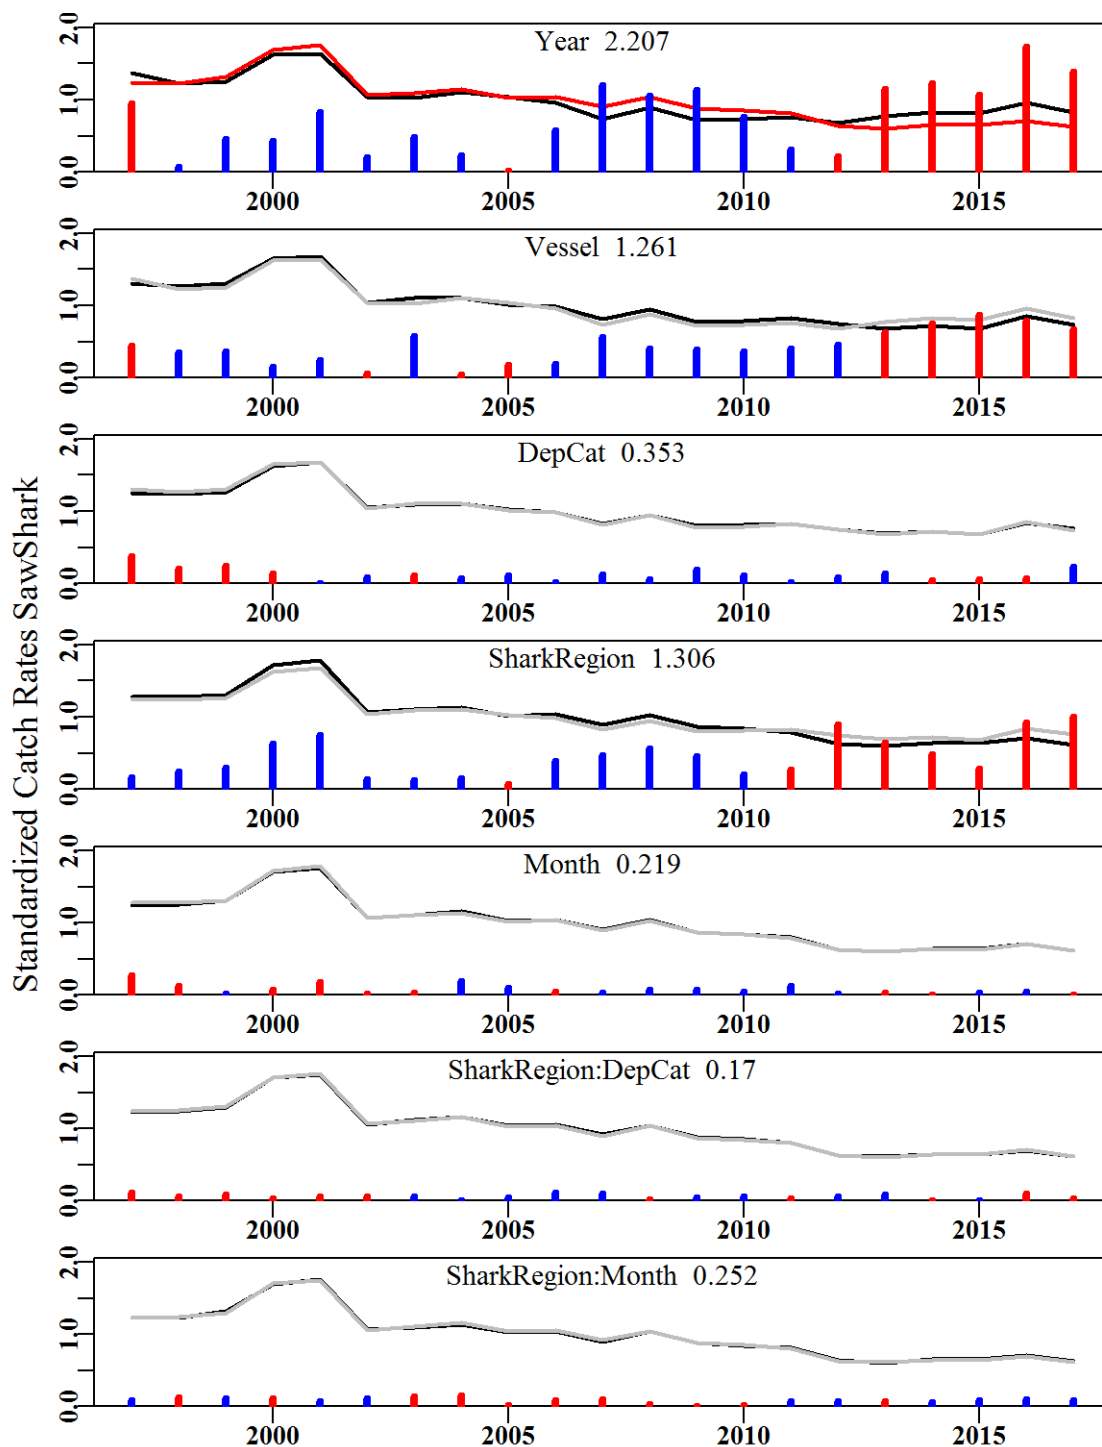 Standardized Catch Rates SawShark
Year 2.207
0.0 1.0 2.0
2000 2005 2010 2015
Vessel 1.261
0.0 1.0 2.0
2000 2005 2010 2015
DepCat 0.353
0.0 1.0 2.0
2000 2005 2010 2015
SharkRegion 1.306
0.0 1.0 2.0
2000 2005 2010 2015
Month 0.219
0.0 1.0 2.0
2000 2005 2010 2015
SharkRegion:DepCat 0.17
0.0 1.0 2.0
2000 2005 2010 2015
SharkRegion:Month 0.252
0.0 1.0 2.0
2000 2005 2010 2015